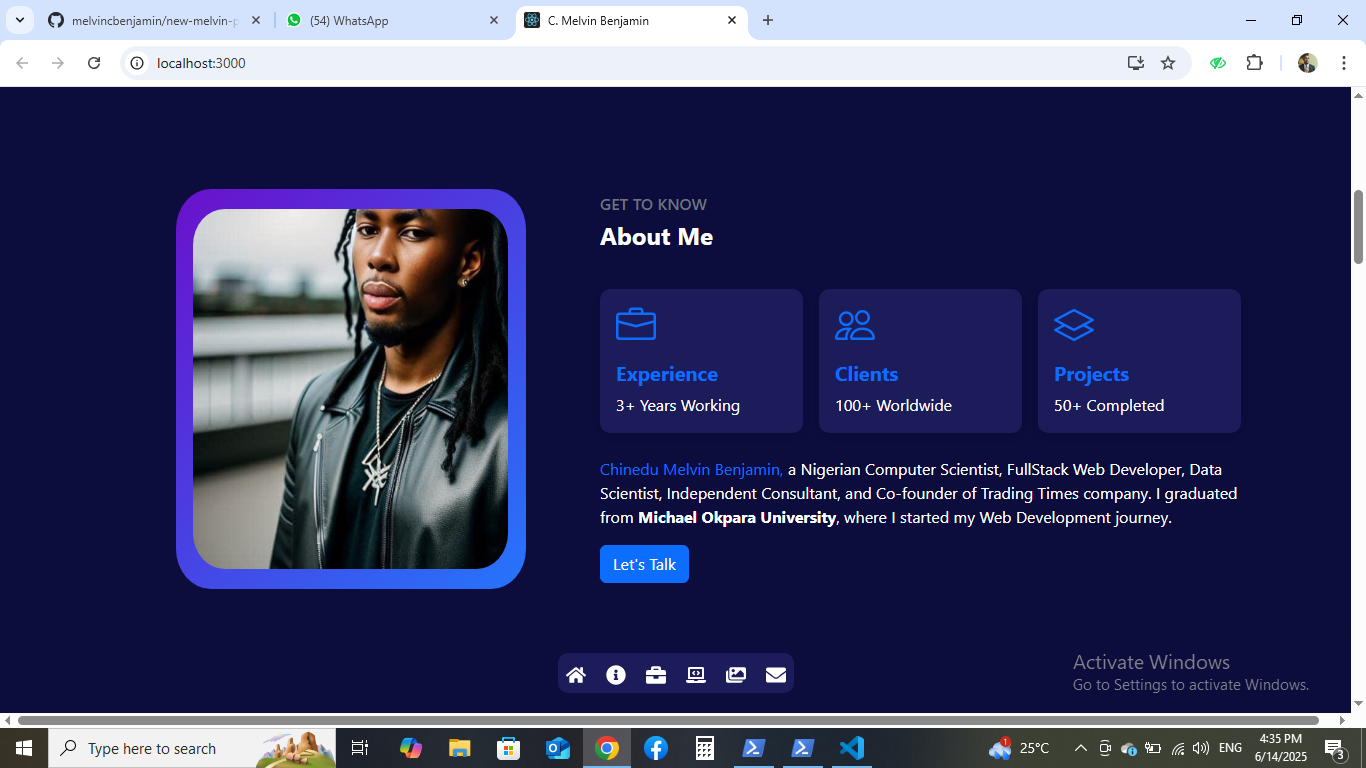 melvincbenjamin/new-melvin-p
(54) WhatsApp
C. Melvin Benjamin
localhost:3000
GET TO KNOW
About Me
Experience
3+ Years Working
Clients
100+ Worldwide
Projects
50+ Completed
Chinedu Melvin Benjamin, a Nigerian Computer Scientist, FullStack Web Developer, Data
Scientist, Independent Consultant, and Co-founder of Trading Times company. I graduated
from Michael Okpara University, where I started my Web Development journey.
Let's Talk
Activate Windows
Go to Settings to activate Windows.
Type here to search
1
25°C
ENG
4:35 PM
6/14/2025
3